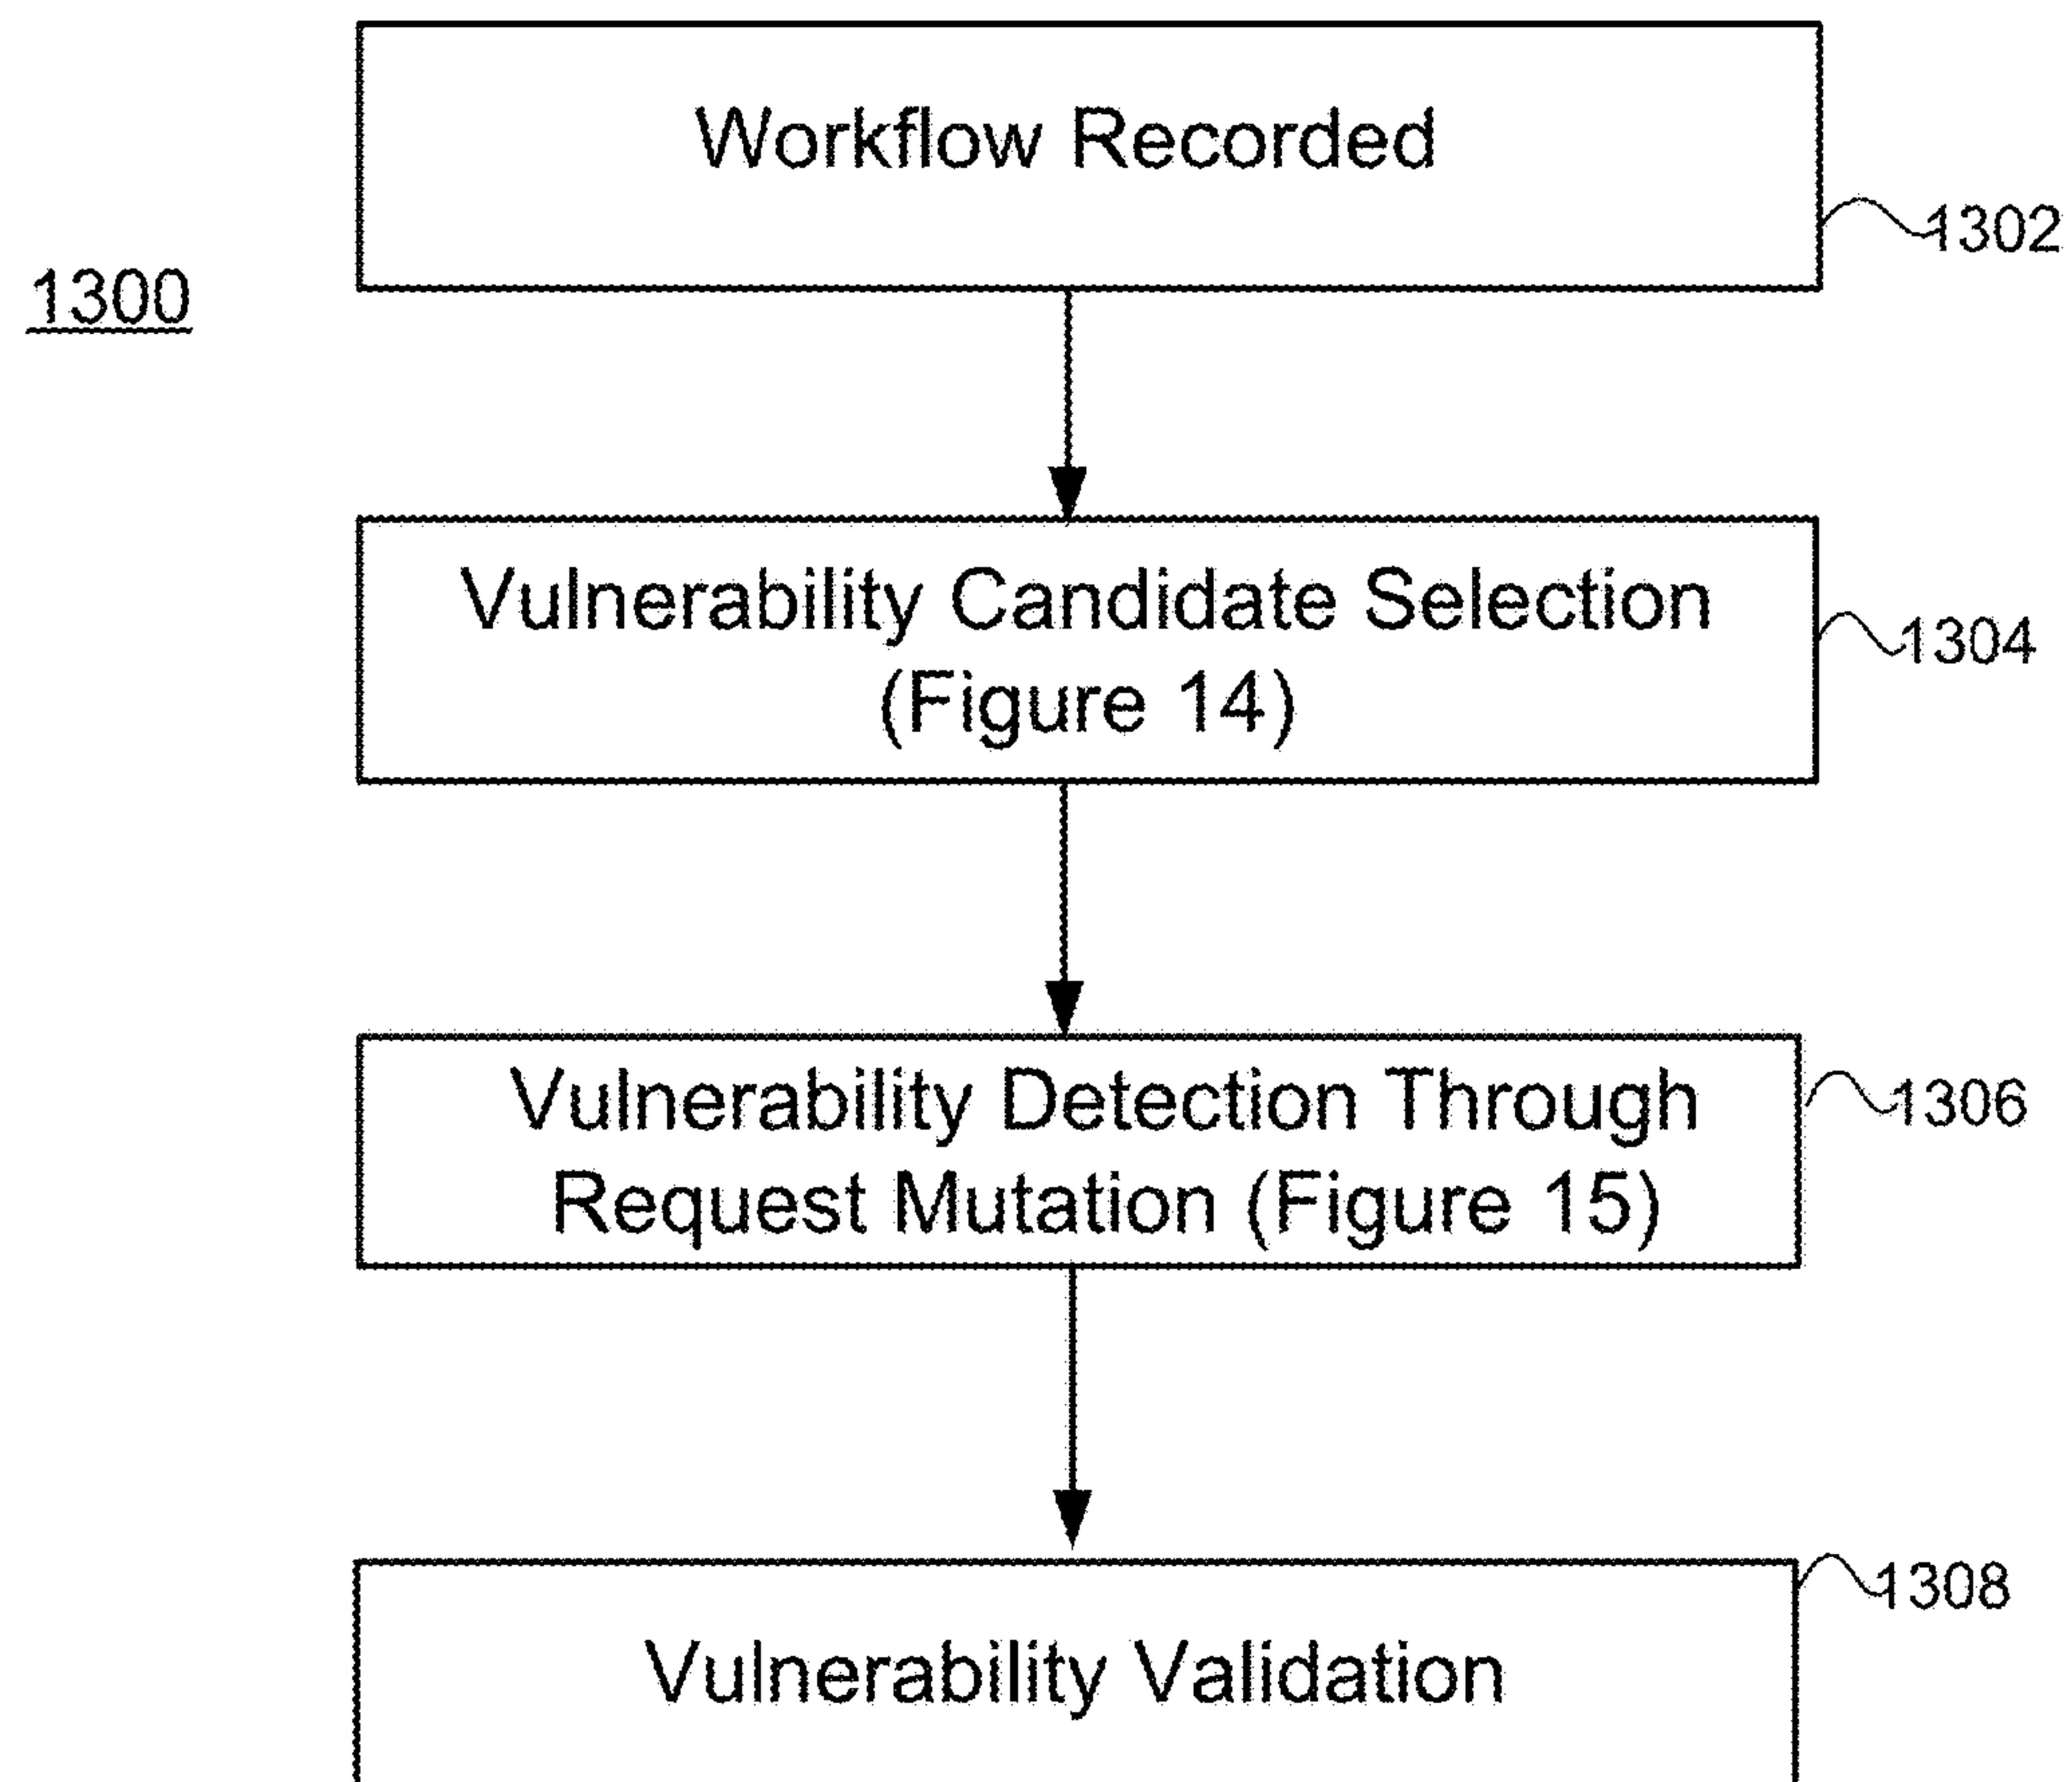 Workflow Recorded
1302
1300
Vulnerability Candidate Selection
(Figure 14)
1304
Vulnerability Detection Through
Request Mutation (Figure 15)
1306
1308
Vulnerability Validation